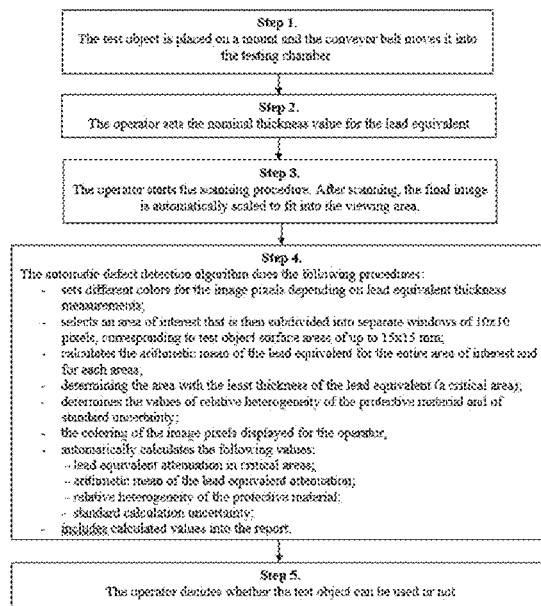 Step 1.
The test object is placed on a mount and the conveyor belt moves it into
the testing chamber
Step 2.
The operator sets the nominal thickness value for the lead equivalent
Step 3.
The operator starts the scanning procedure. After scanning, the final image
is automatically scaled to fit into the viewing area.
Step 4.
The automatic defect detection algorithm does the following procedures:
- sets different colors for the image pixels depending on lead equivalent thickness
measurements;
- selects an area of interest that is then subdivided into separate windows of 10x10
pixels, corresponding to test object surface areas of up to 15x15 mm;
- calculates the arithmetic mean of the lead equivalent for the entire area of interest and
for each areas;
- determining the area with the least thickness of the lead equivalent (a critical area);
- determines the values of relative heterogeneity of the protective material and of
standard uncertainty;
- the coloring of the image pixels displayed for the operator;
- automatically calculates the following values:
- lead equivalent attenuation in critical areas;
- arithmetic mean of the lead equivalent attenuation;
- relative heterogeneity of the protective material;
- standard calculation uncertainty;
- includes calculated values into the report.
Step 5.
The operator decides whether the test object can be used or not